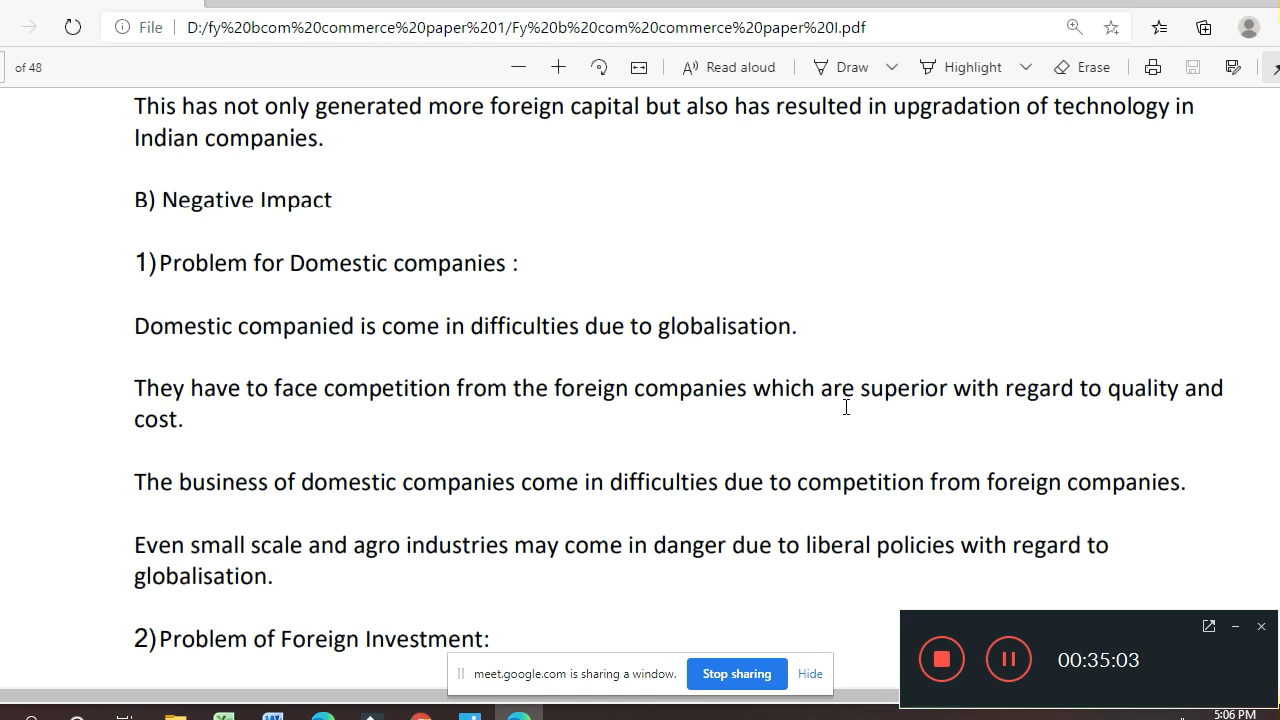 File D:/fy%20bcom%20commerce%20paper%201/Fy%20b%20com%20commerce%20paper%20I.pdf
of 48 Read aloud Draw Highlight Erase
This has not only generated more foreign capital but also has resulted in upgradation of technology in
Indian companies.
B) Negative Impact
1)Problem for Domestic companies :
Domestic companied is come in difficulties due to globalisation.
They have to face competition from the foreign companies which are superior with regard to quality and
cost.
The business of domestic companies come in difficulties due to competition from foreign companies.
Even small scale and agro industries may come in danger due to liberal policies with regard to
globalisation.
2)Problem of Foreign Investment:
meet.google.com is sharing a window. Stop sharing Hide
00:35:03
5:06 PM